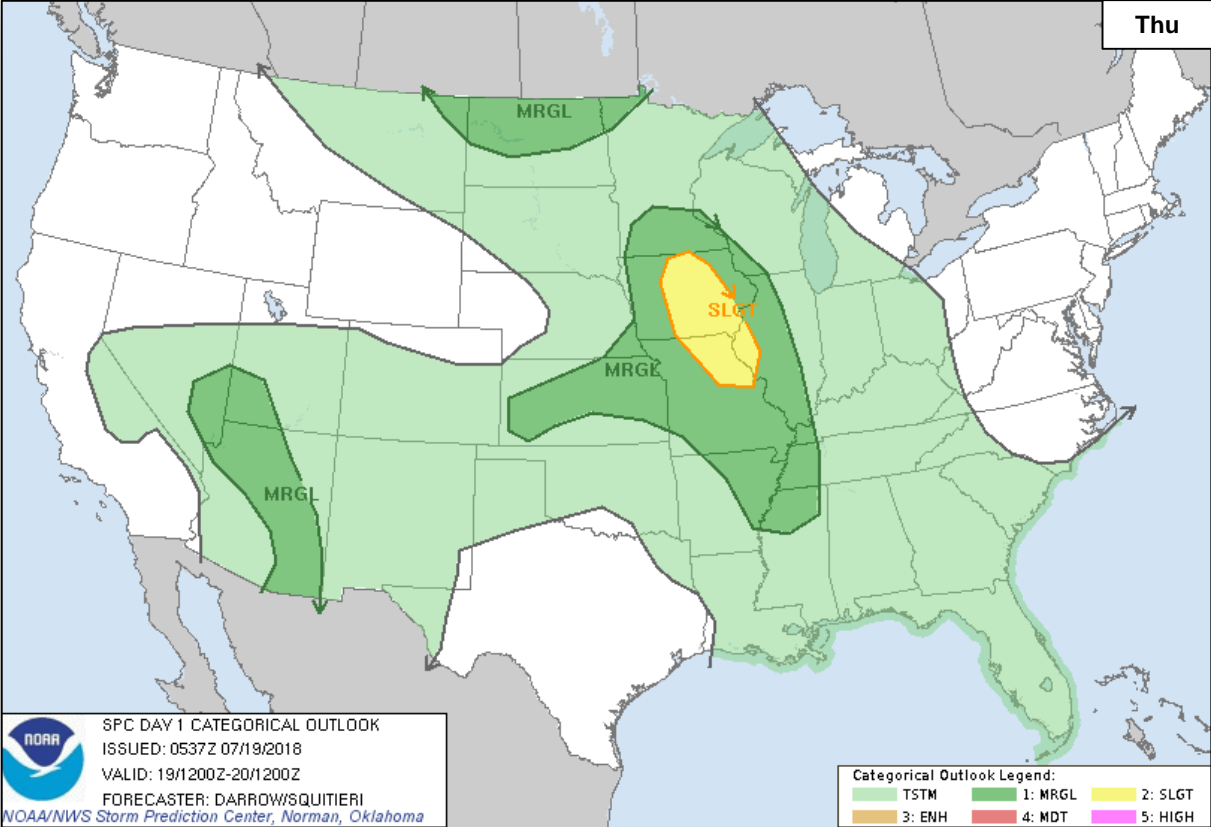 Thu
MRGL
SLGT
MRGL
MRGL
NOAA
SPC DAY 1 CATEGORICAL OUTLOOK
ISSUED: 0537Z 07/19/2018
VALID: 19/1200Z-20/1200Z
FORECASTER: DARROW/SQUITIERI
NOAA/NWS Storm Prediction Center, Norman, Oklahoma
Categorical Outlook Legend:
TSTM 1: MRGL 2: SLGT
3: ENH 4: MDT 5: HIGH